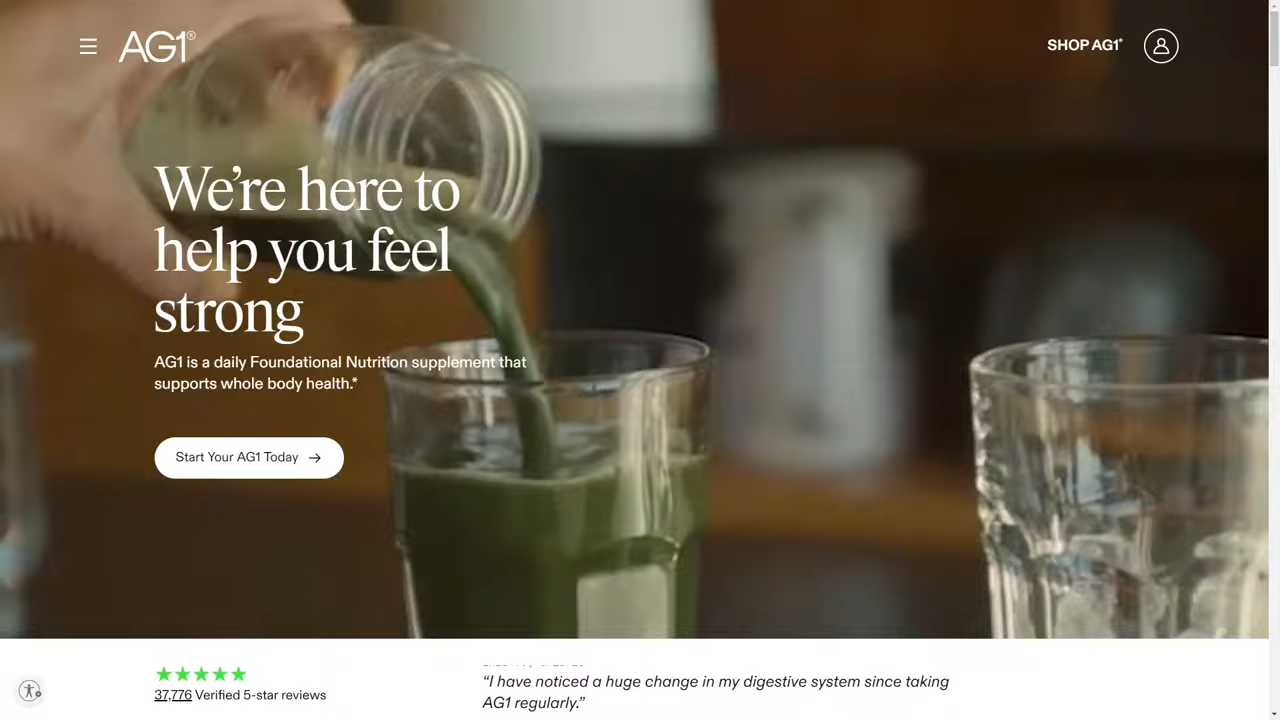 AG1®
SHOP AG1®
We're here to
help you feel
strong
AG1 is a daily Foundational Nutrition supplement that
supports whole body health.*
Start Your AG1 Today →
37,776 Verified 5-star reviews
“I have noticed a huge change in my digestive system since taking
AG1 regularly.”